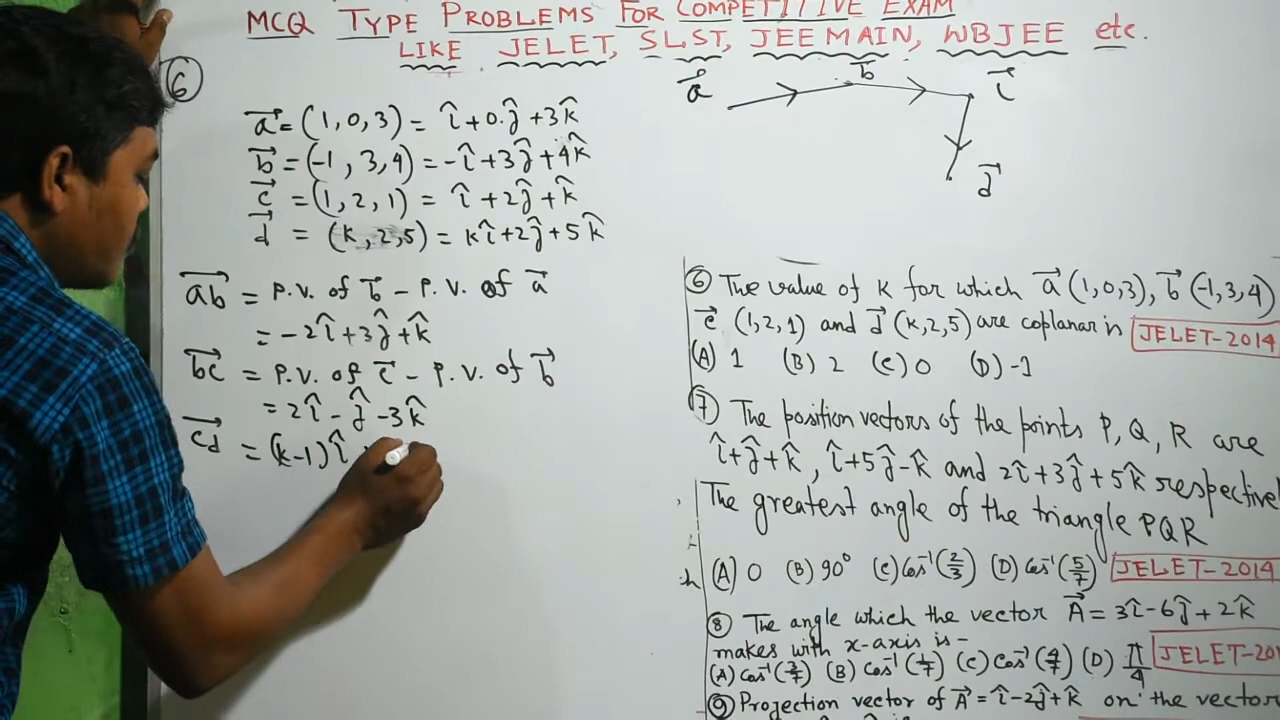 MCQ TYPE PROBLEMS FOR COMPETITIVE EXAM
LIKE JELET, SLST, JEE MAIN, WBJEE etc.
6
a⃗ = (1, 0, 3) = î + 0.ĵ + 3k̂
b⃗ = (-1, 3, 4) = -î + 3ĵ + 4k̂
c⃗ = (1, 2, 1) = î + 2ĵ + k̂
d⃗ = (k, 2, 5) = kî + 2ĵ + 5k̂
ab⃗ = P.V. of b⃗ - P.V. of a⃗
= -2î + 3ĵ + k̂
bc⃗ = P.V. of c⃗ - P.V. of b⃗
= 2î - ĵ - 3k̂
cd⃗ = (k-1)î
a⃗ b⃗ c⃗
d⃗
⑥ The value of K for which a⃗ (1,0,3), b⃗ (-1,3,4)
c⃗ (1,2,1) and d⃗ (k,2,5) are coplanar is JELET-2014
(A) 1 (B) 2 (C) 0 (D) -1
⑦ The position vectors of the points P, Q, R are
î+ĵ+k̂, î+5ĵ-k̂ and 2î+3ĵ+5k̂
The greatest angle of the triangle PQR
(A) 0 (B) 90° (C) Cos⁻¹(2/3) (D) Cos⁻¹(5/7) JELET-2014
⑧ The angle which the vector A⃗ = 3î-6ĵ+2k̂
makes with x-axis is-
(A) Cos⁻¹(3/7) (B) Cos⁻¹(1/7) (C) Cos⁻¹(4/7) (D) π/4 JELET-20
⑨ Projection vector of A⃗ = î-2ĵ+k̂ on the vector